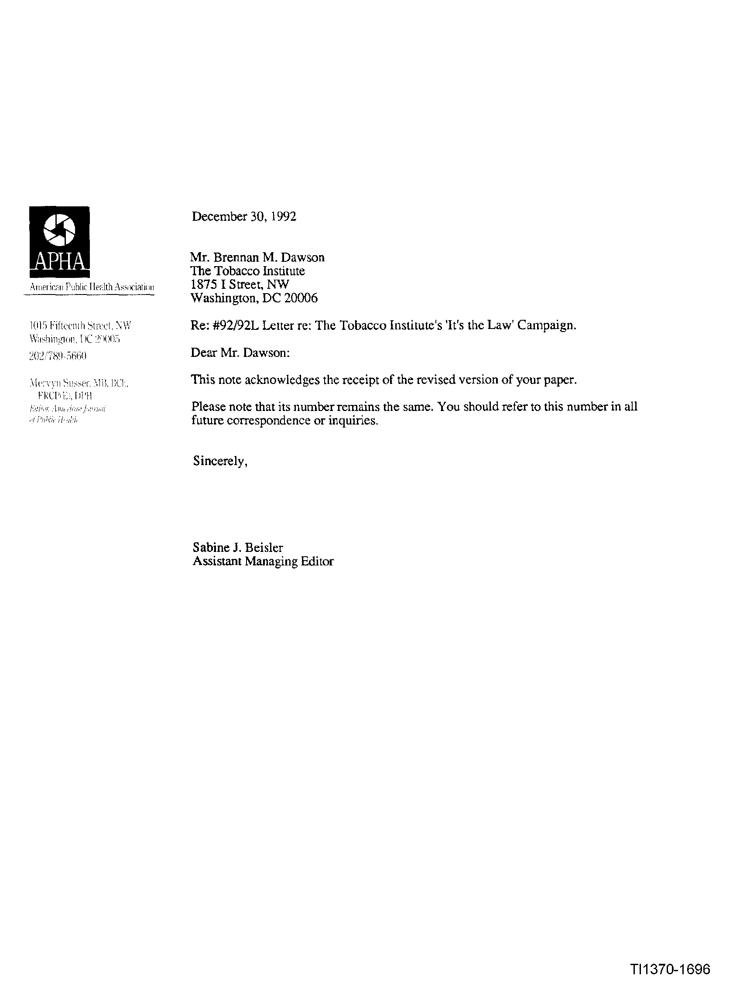 APHA
American Public Health Association
1015 Fifteenth Street, NW
Washington, DC 20005
202/789-5660
Mervyn Susser, MB, BCh,
FRCP(E), DPH
Editor, American Journal
of Public Health
December 30, 1992
Mr. Brennan M. Dawson
The Tobacco Institute
1875 I Street, NW
Washington, DC 20006
Re: #92/92L Letter re: The Tobacco Institute's 'It's the Law' Campaign.
Dear Mr. Dawson:
This note acknowledges the receipt of the revised version of your paper.
Please note that its number remains the same. You should refer to this number in all
future correspondence or inquiries.
Sincerely,
Sabine J. Beisler
Assistant Managing Editor
TI1370-1696